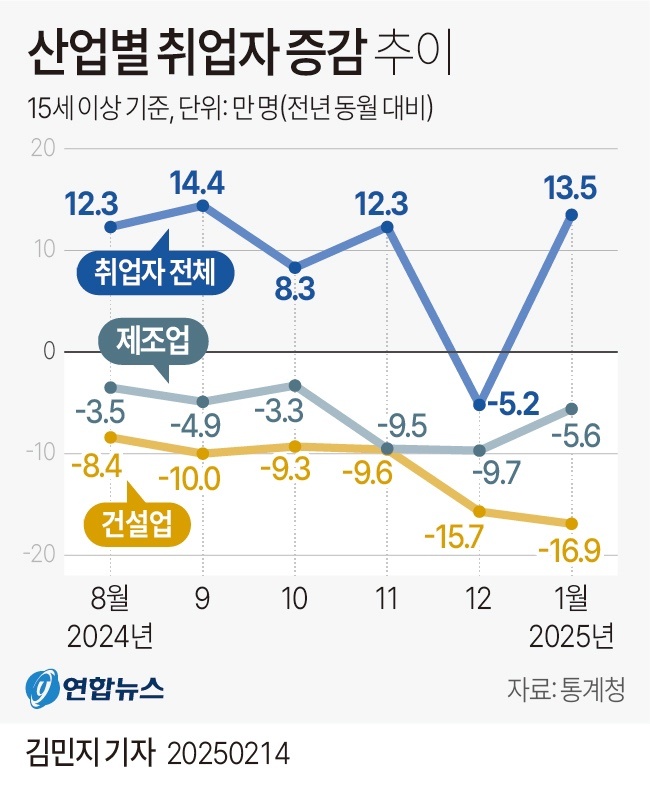 산업별 취업자 증감 추이
15세 이상 기준, 단위: 만 명(전년 동월 대비)
20
12.3
14.4
12.3
13.5
10
취업자 전체
8.3
제조업
0
-5.2
-3.5
-4.9
-3.3
-9.5
-5.6
-10
-8.4
-10.0
-9.3
-9.6
-9.7
건설업
-15.7
-16.9
-20
8월 9 10 11 12 1월
2024년 2025년
y 연합뉴스 자료: 통계청
김민지 기자 20250214